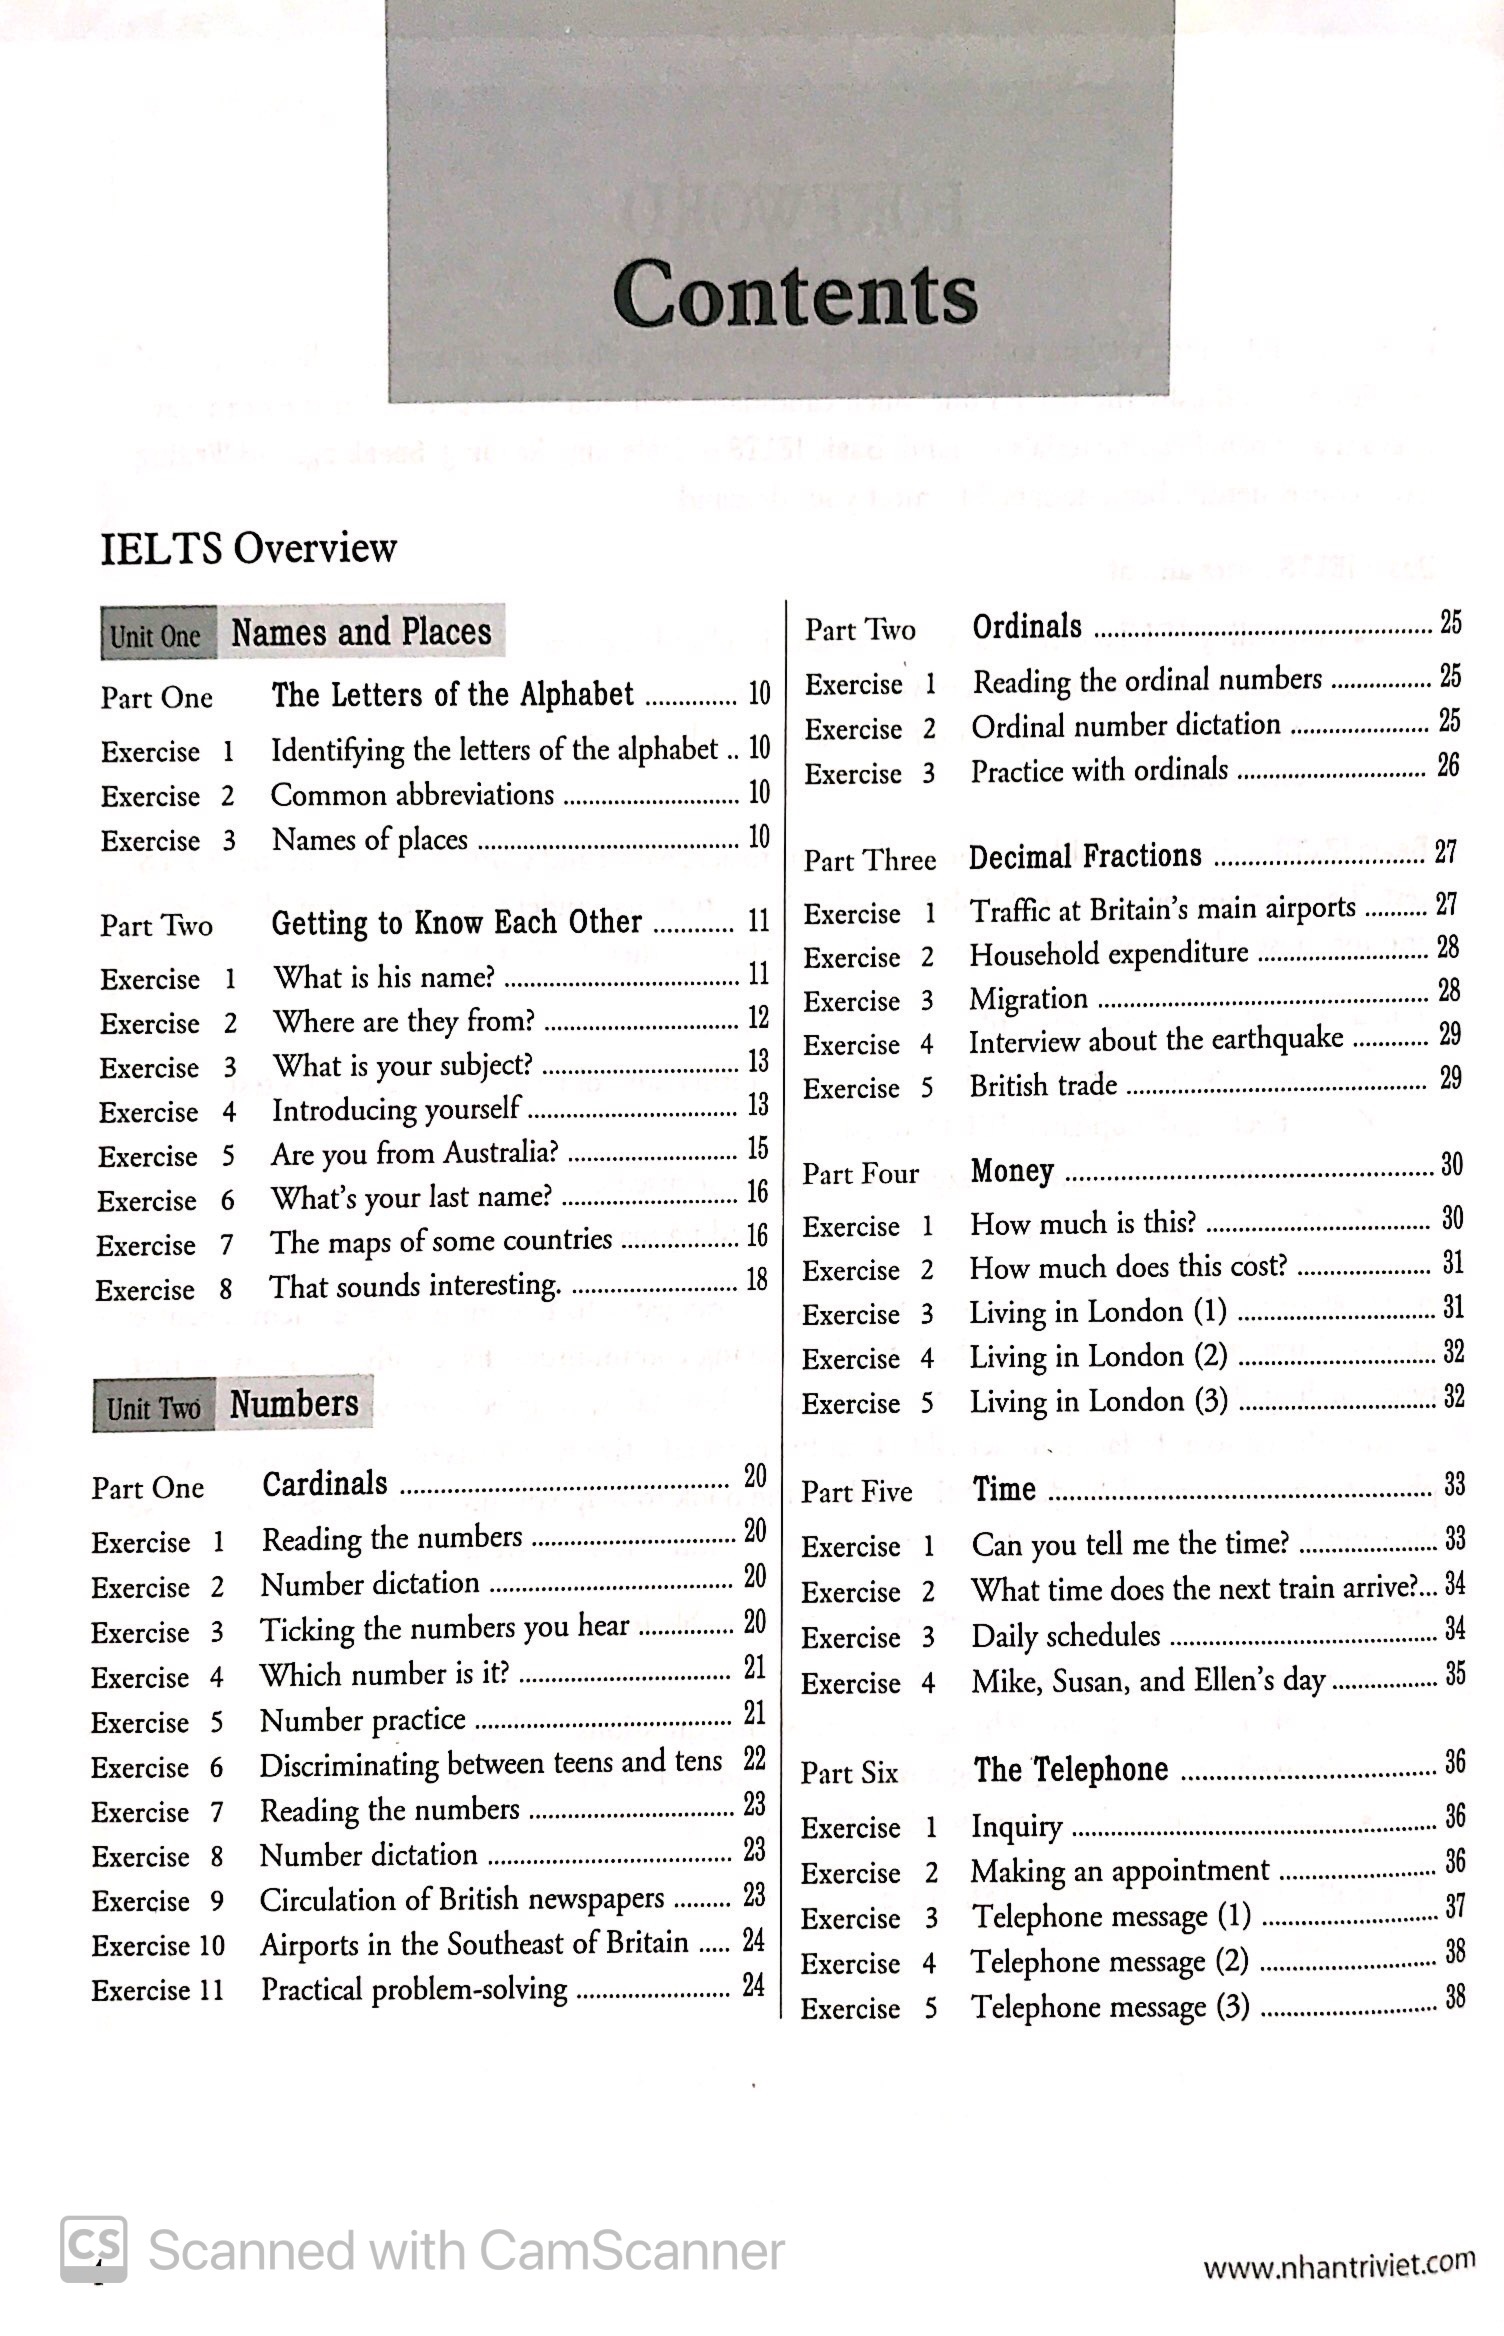 Contents
IELTS Overview
Unit One Names and Places
Part One The Letters of the Alphabet .............. 10
Exercise 1 Identifying the letters of the alphabet .. 10
Exercise 2 Common abbreviations ............................ 10
Exercise 3 Names of places .......................................... 10
Part Two Getting to Know Each Other ............ 11
Exercise 1 What is his name? ...................................... 11
Exercise 2 Where are they from? ............................... 12
Exercise 3 What is your subject? ............................... 13
Exercise 4 Introducing yourself ................................. 13
Exercise 5 Are you from Australia? ........................... 15
Exercise 6 What's your last name? ............................ 16
Exercise 7 The maps of some countries ................... 16
Exercise 8 That sounds interesting. .......................... 18
Unit Two Numbers
Part One Cardinals .................................................... 20
Exercise 1 Reading the numbers ................................. 20
Exercise 2 Number dictation ....................................... 20
Exercise 3 Ticking the numbers you hear ............... 20
Exercise 4 Which number is it? .................................. 21
Exercise 5 Number practice ......................................... 21
Exercise 6 Discriminating between teens and tens 22
Exercise 7 Reading the numbers ................................. 23
Exercise 8 Number dictation ....................................... 23
Exercise 9 Circulation of British newspapers ......... 23
Exercise 10 Airports in the Southeast of Britain ..... 24
Exercise 11 Practical problem-solving ........................ 24
Part Two Ordinals ...................................................... 25
Exercise 1 Reading the ordinal numbers ................ 25
Exercise 2 Ordinal number dictation ...................... 25
Exercise 3 Practice with ordinals .............................. 26
Part Three Decimal Fractions .................................. 27
Exercise 1 Traffic at Britain's main airports .......... 27
Exercise 2 Household expenditure ........................... 28
Exercise 3 Migration ..................................................... 28
Exercise 4 Interview about the earthquake ............ 29
Exercise 5 British trade ................................................ 29
Part Four Money .......................................................... 30
Exercise 1 How much is this? .................................... 30
Exercise 2 How much does this cost? ..................... 31
Exercise 3 Living in London (1) ............................... 31
Exercise 4 Living in London (2) ............................... 32
Exercise 5 Living in London (3) ............................... 32
Part Five Time ............................................................. 33
Exercise 1 Can you tell me the time? ...................... 33
Exercise 2 What time does the next train arrive?... 34
Exercise 3 Daily schedules .......................................... 34
Exercise 4 Mike, Susan, and Ellen's day ................. 35
Part Six The Telephone ......................................... 36
Exercise 1 Inquiry .......................................................... 36
Exercise 2 Making an appointment ......................... 36
Exercise 3 Telephone message (1) ............................ 37
Exercise 4 Telephone message (2) ............................ 38
Exercise 5 Telephone message (3) ............................ 38
CS Scanned with CamScanner
www.nhantriviet.com